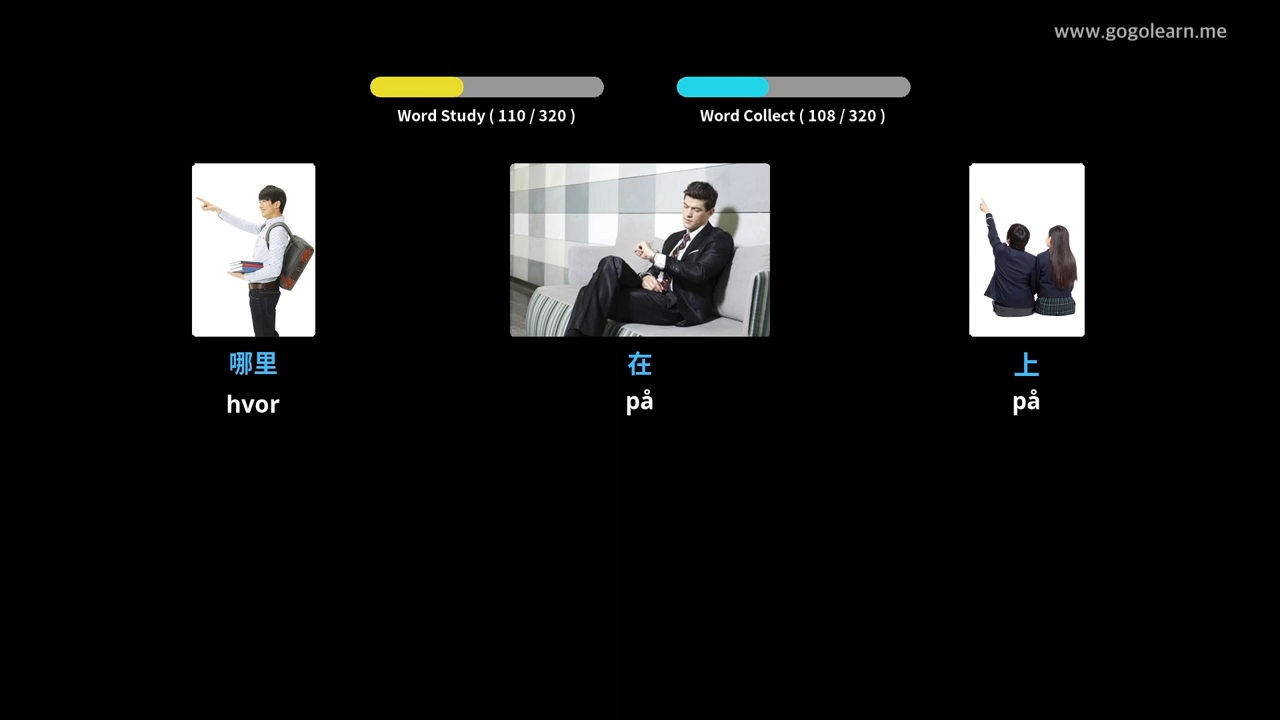 www.gogolearn.me
Word Study ( 110 / 320 )
Word Collect ( 108 / 320 )
哪里
在
上
hvor
på
på